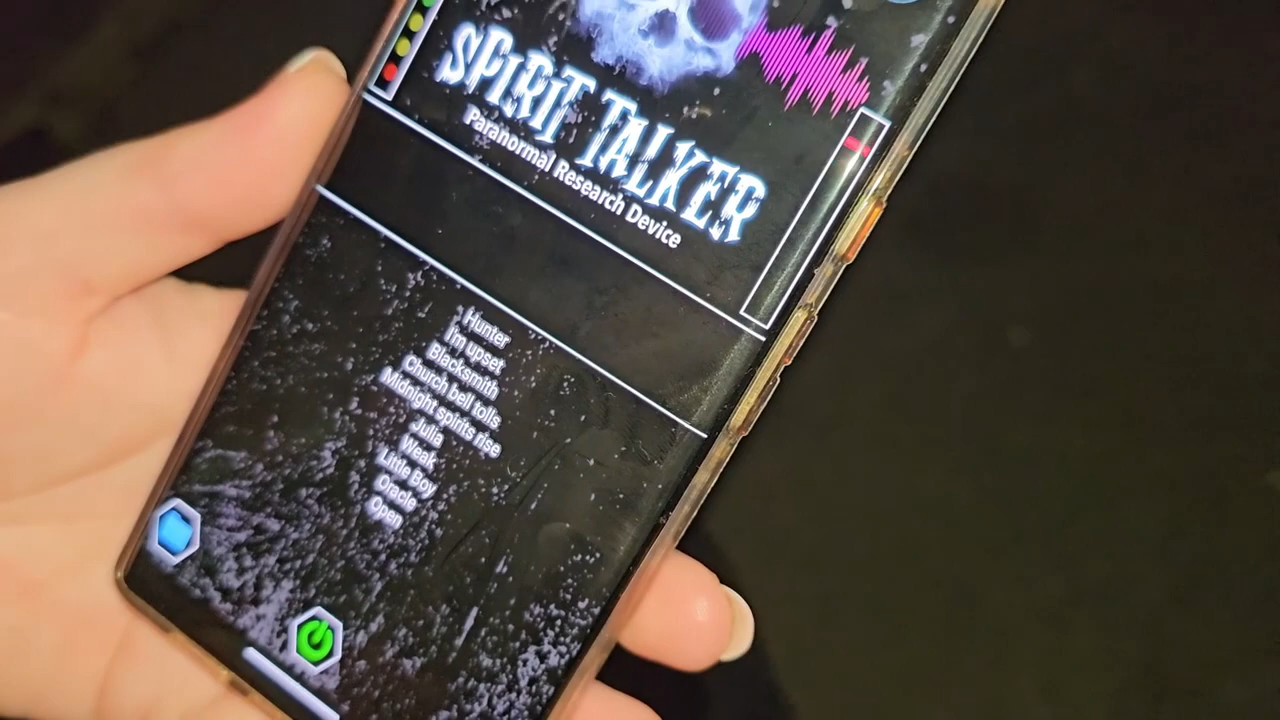 SPIRIT TALKER
Paranormal Research Device
Hunter
I'm upset
Blacksmith
Church bell tolls
Midnight spirits rise
Julia
Weak
Little Boy
Oracle
Open